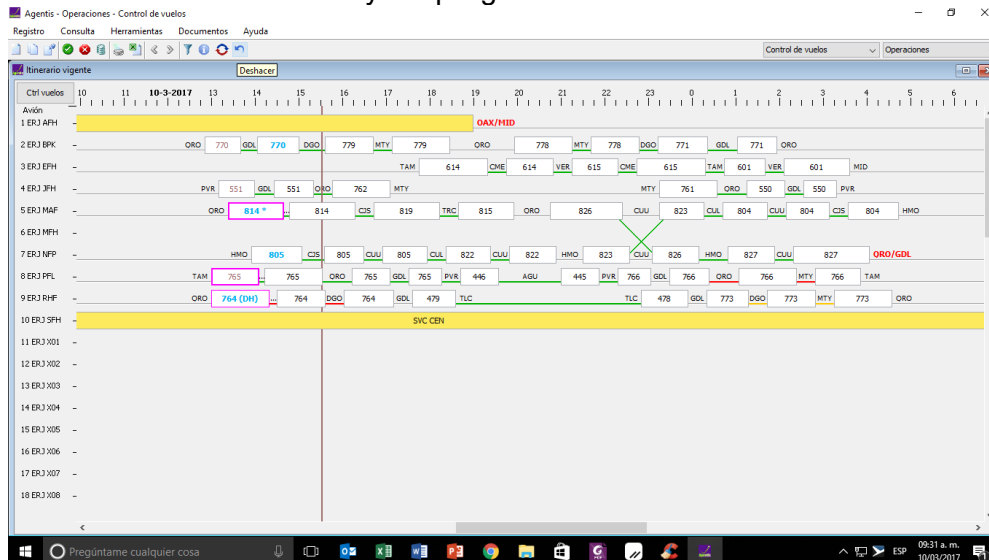 Agentis - Operaciones - Control de vuelos
Registro Consulta Herramientas Documentos Ayuda
Control de vuelos Operaciones
Itinerario vigente Deshacer
Ctrl vuelos 10 11 10-3-2017 13 14 15 16 17 18 19 20 21 22 23 0 1 2 3 4 5 6
Avión
1 ERJ AFH - OAX/MID
2 ERJ BPK - QRO 770 GDL 770 DGO 779 MTY 779 QRO 778 MTY 778 DGO 771 GDL 771 QRO
3 ERJ EFH - TAM 614 CME 614 VER 615 CME 615 TAM 601 VER 601 MID
4 ERJ JFH - PVR 551 GDL 551 QRO 762 MTY MTY 761 QRO 550 GDL 550 PVR
5 ERJ MAF - QRO 814 * ... 814 CJS 819 TRC 815 QRO 826 CUU 823 CUL 804 CUU 804 CJS 804 HMO
6 ERJ MFH -
7 ERJ NFP - HMO 805 CJS 805 CUU 805 CUL 822 CUU 822 HMO 823 CUU 826 HMO 827 CUU 827 QRO/GDL
8 ERJ PFL - TAM 765 ... 765 QRO 765 GDL 765 PVR 446 AGU 445 PVR 766 GDL 766 QRO 766 MTY 766 TAM
9 ERJ RHF - QRO 764 (DH) ... 764 DGO 764 GDL 479 TLC TLC 478 GDL 773 DGO 773 MTY 773 QRO
10 ERJ SFH - SVC CEN
11 ERJ X01 -
12 ERJ X02 -
13 ERJ X03 -
14 ERJ X04 -
15 ERJ X05 -
16 ERJ X06 -
17 ERJ X07 -
18 ERJ X08 -
Pregúntame cualquier cosa ESP 09:31 a. m.
10/03/2017